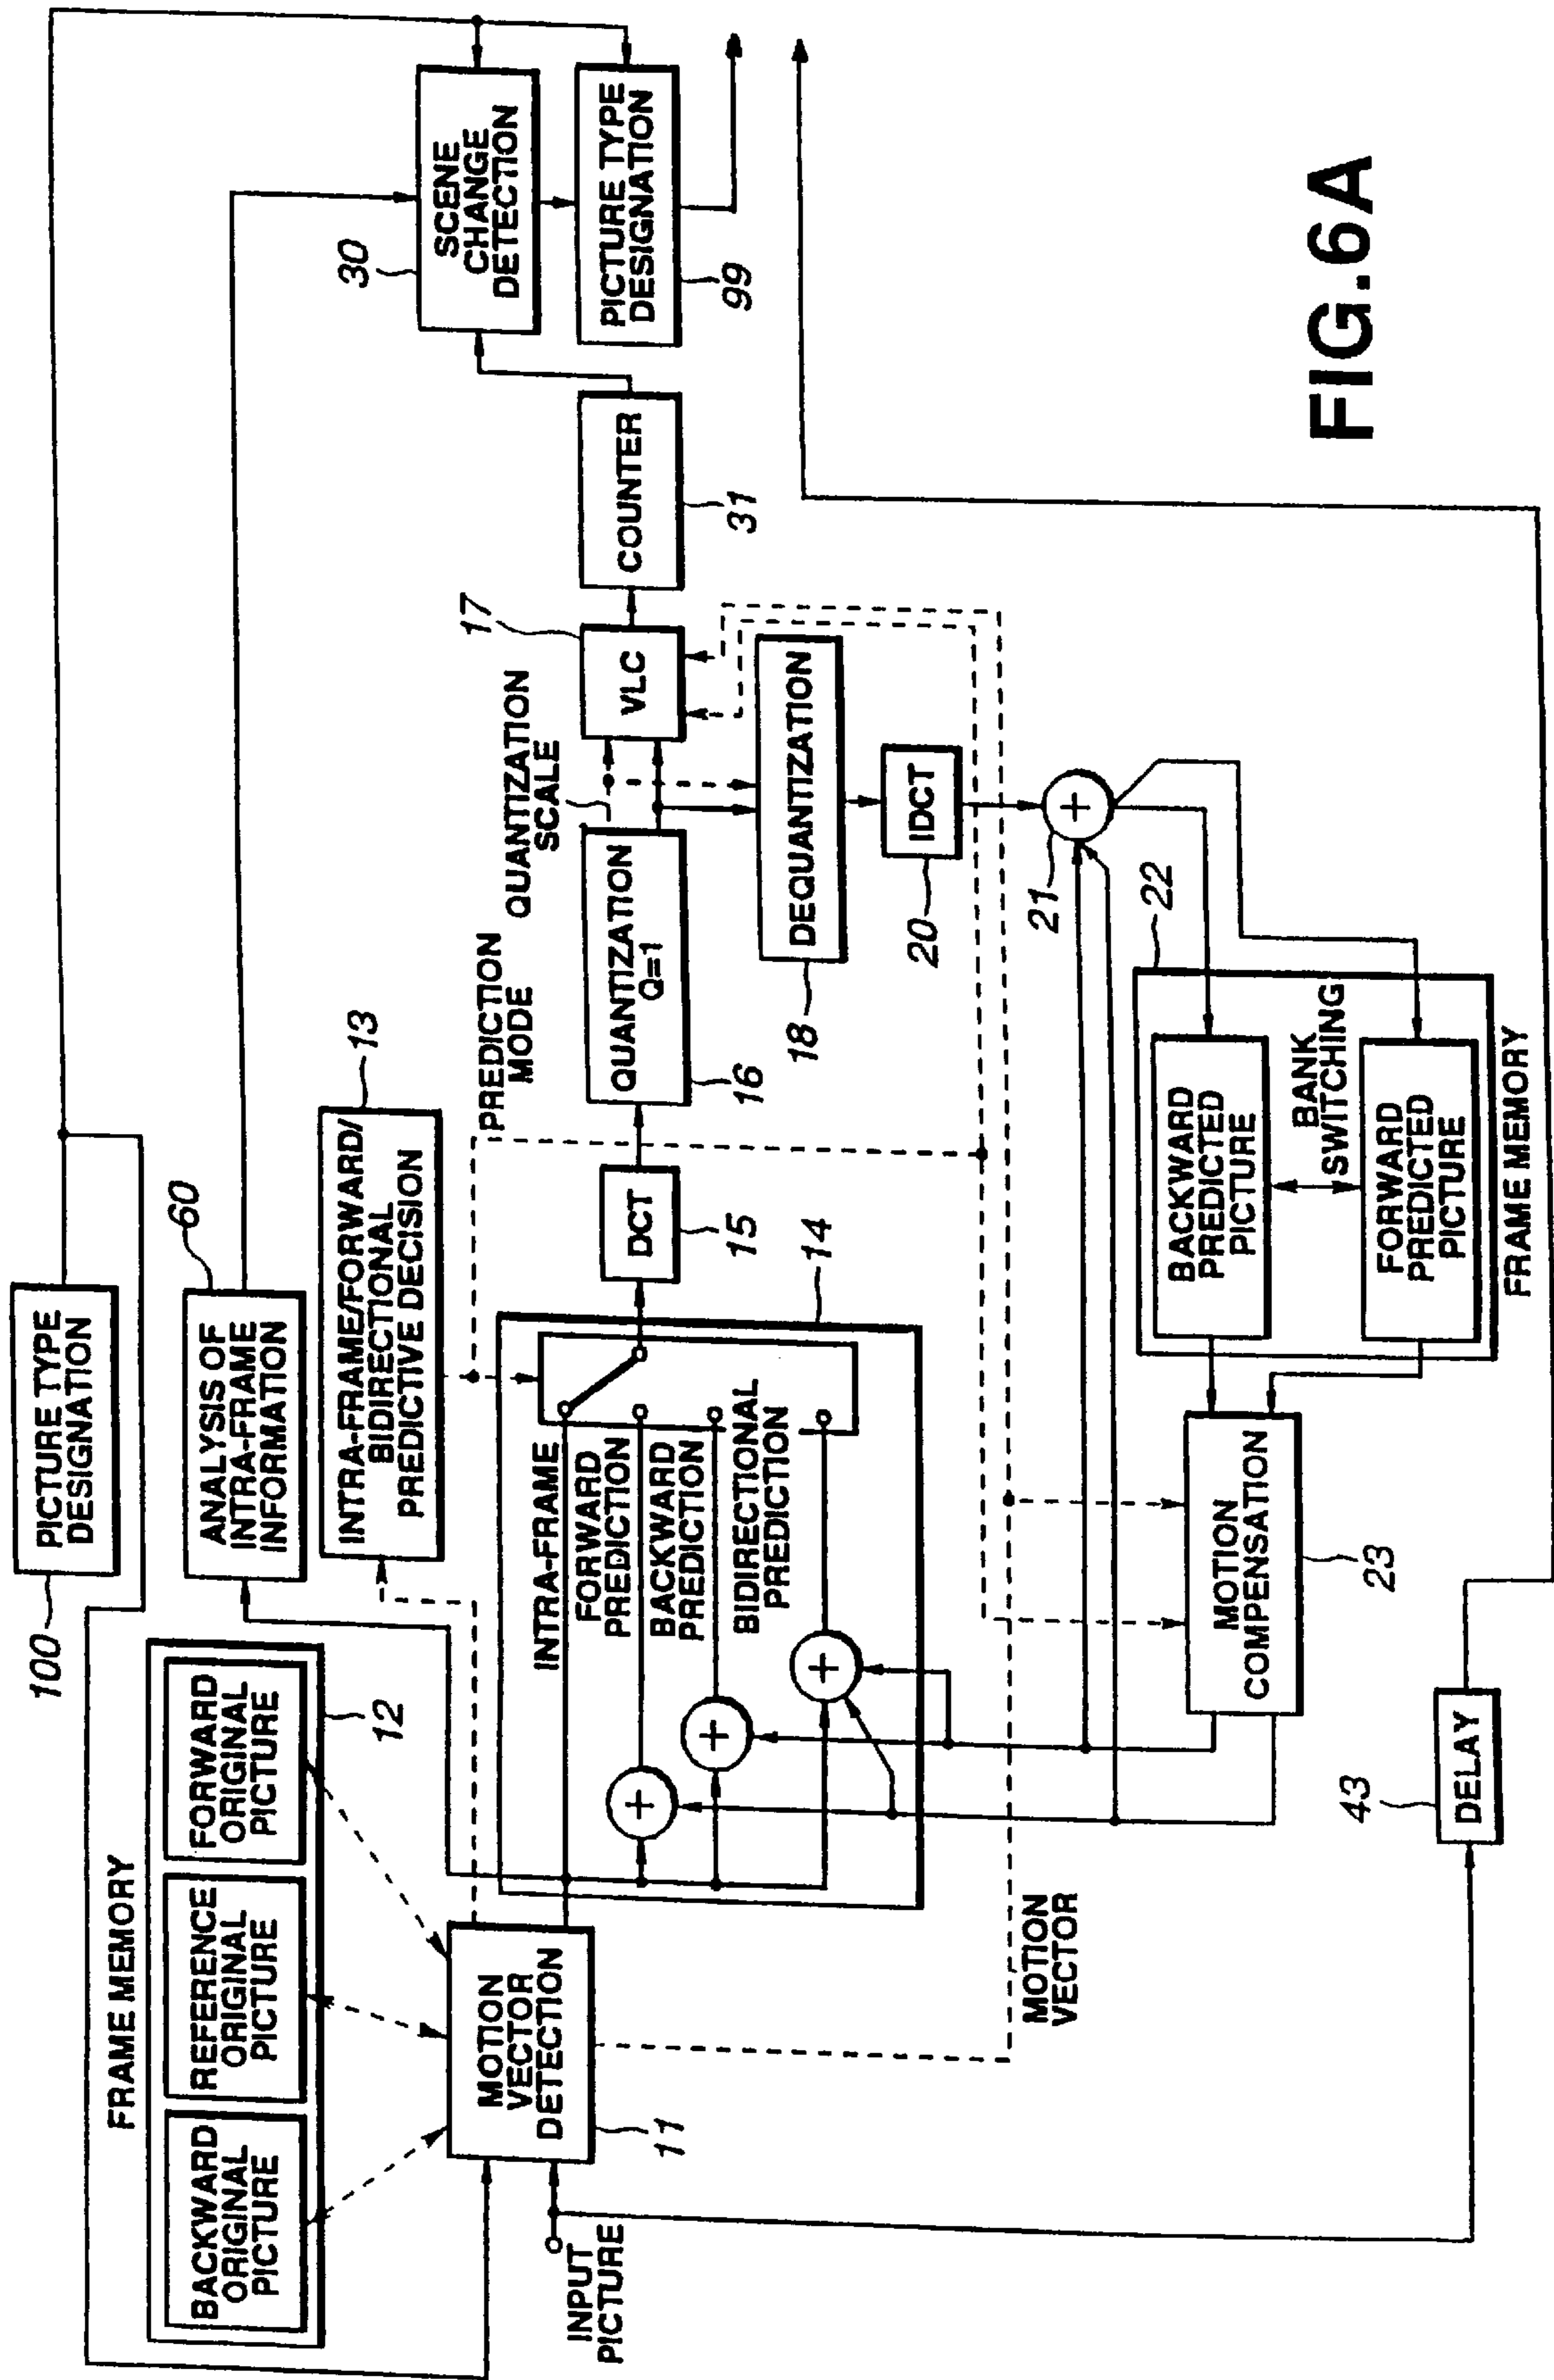 PICTURE TYPE
DESIGNATION
100
FRAME MEMORY
BACKWARD
ORIGINAL
PICTURE
REFERENCE
ORIGINAL
PICTURE
FORWARD
ORIGINAL
PICTURE
12
ANALYSIS OF
INTRA-FRAME
INFORMATION
60
INTRA-FRAME/FORWARD/
BIDIRECTIONAL
PREDICTIVE DECISION
13
SCENE
CHANGE
DETECTION
30
PICTURE TYPE
DESIGNATION
99
INPUT
PICTURE
MOTION
VECTOR
DETECTION
11
INTRA-FRAME
FORWARD
PREDICTION
BACKWARD
PREDICTION
BIDIRECTIONAL
PREDICTION
14
+
+
+
DCT
15
PREDICTION
MODE
QUANTIZATION
Q=1
16
QUANTIZATION
SCALE
VLC
17
COUNTER
31
DEQUANTIZATION
18
IDCT
20
+
21
22
BACKWARD
PREDICTED
PICTURE
BANK
SWITCHING
FORWARD
PREDICTED
PICTURE
FRAME MEMORY
MOTION
COMPENSATION
23
MOTION
VECTOR
DELAY
43
FIG.6A